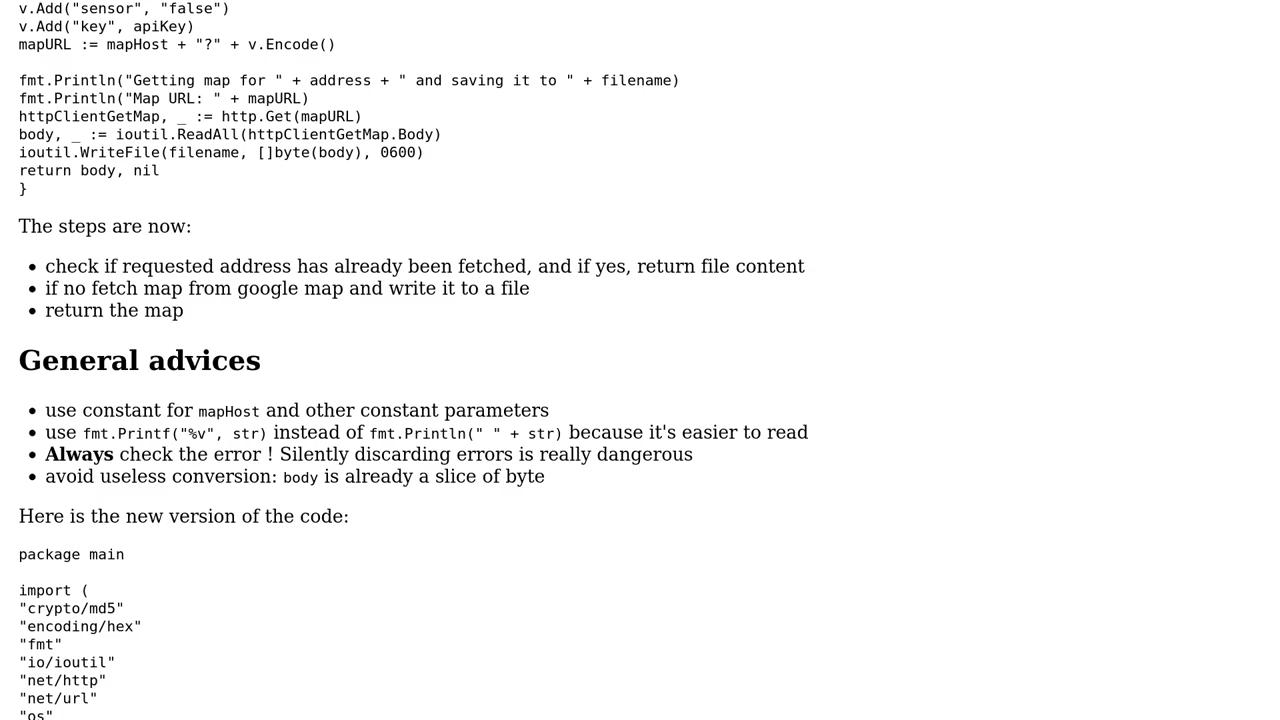 v.Add("sensor", "false")
v.Add("key", apiKey)
mapURL := mapHost + "?" + v.Encode()
fmt.Println("Getting map for " + address + " and saving it to " + filename)
fmt.Println("Map URL: " + mapURL)
httpClientGetMap, _ := http.Get(mapURL)
body, _ := ioutil.ReadAll(httpClientGetMap.Body)
ioutil.WriteFile(filename, []byte(body), 0600)
return body, nil
}
The steps are now:
• check if requested address has already been fetched, and if yes, return file content
• if no fetch map from google map and write it to a file
• return the map
General advices
• use constant for mapHost and other constant parameters
• use fmt.Printf("%v", str) instead of fmt.Println(" " + str) because it's easier to read
• Always check the error ! Silently discarding errors is really dangerous
• avoid useless conversion: body is already a slice of byte
Here is the new version of the code:
package main
import (
"crypto/md5"
"encoding/hex"
"fmt"
"io/ioutil"
"net/http"
"net/url"
"os"